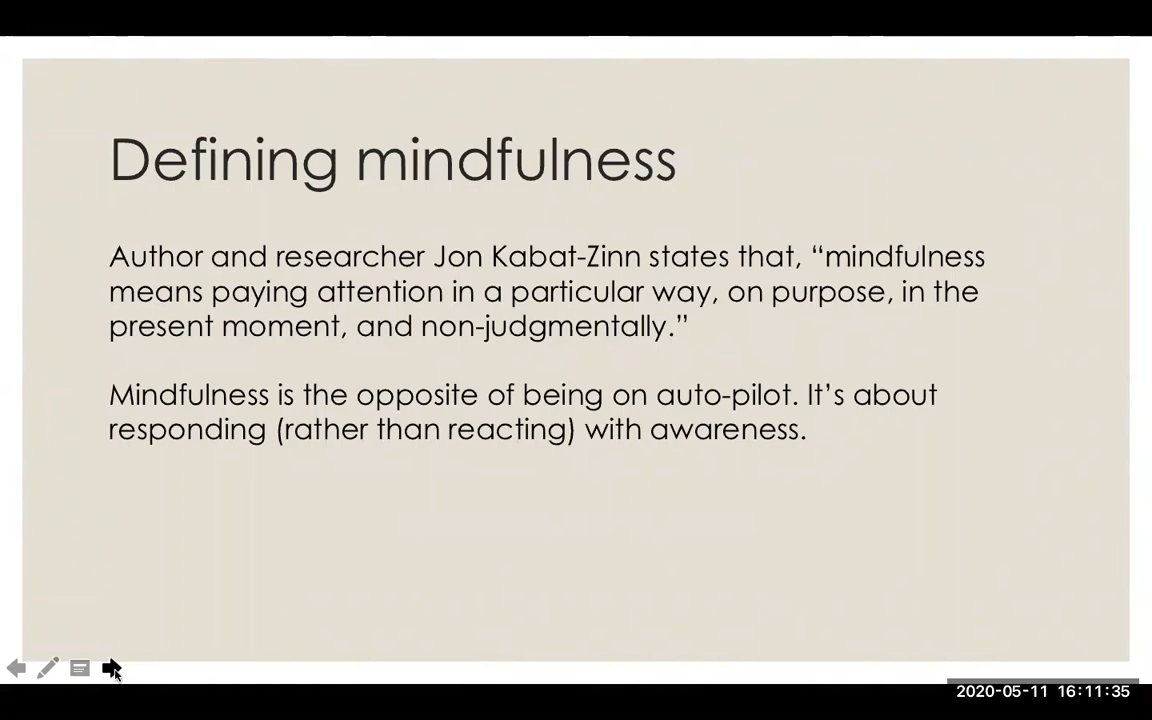 Defining mindfulness
Author and researcher Jon Kabat-Zinn states that, “mindfulness
means paying attention in a particular way, on purpose, in the
present moment, and non-judgmentally.”
Mindfulness is the opposite of being on auto-pilot. It’s about
responding (rather than reacting) with awareness.
2020-05-11 16:11:35